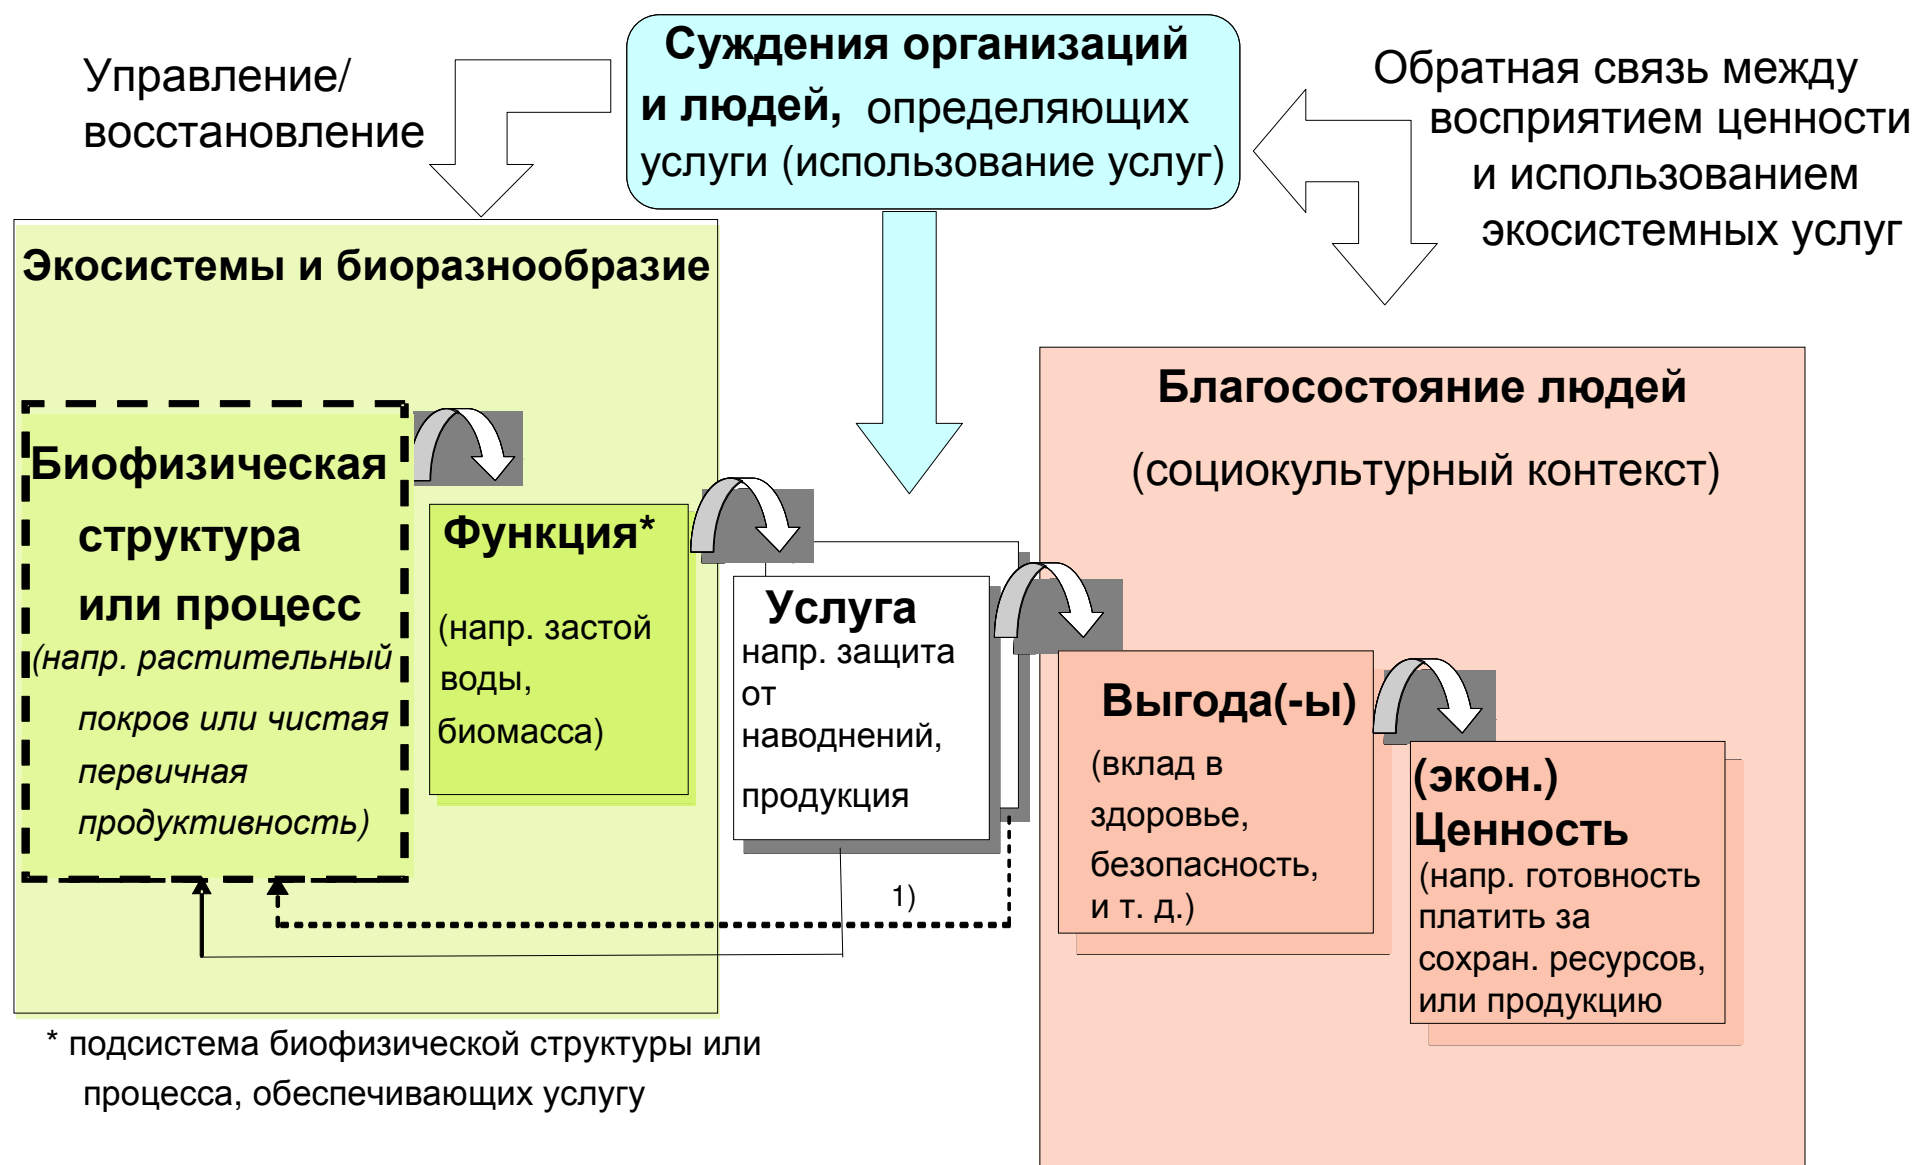 Управление/
восстановление
Суждения организаций
и людей, определяющих
услуги (использование услуг)
Обратная связь между
восприятием ценности
и использованием
экосистемных услуг
Экосистемы и биоразнообразие
Биофизическая
структура
или процесс
(напр. растительный
покров или чистая
первичная
продуктивность)
Функция*
(напр. застой
воды,
биомасса)
Услуга
напр. защита
от
наводнений,
продукция
1)
Благосостояние людей
(социокультурный контекст)
Выгода(-ы)
(вклад в
здоровье,
безопасность,
и т. д.)
(экон.)
Ценность
(напр. готовность
платить за
сохран. ресурсов,
или продукцию
* подсистема биофизической структуры или
процесса, обеспечивающих услугу